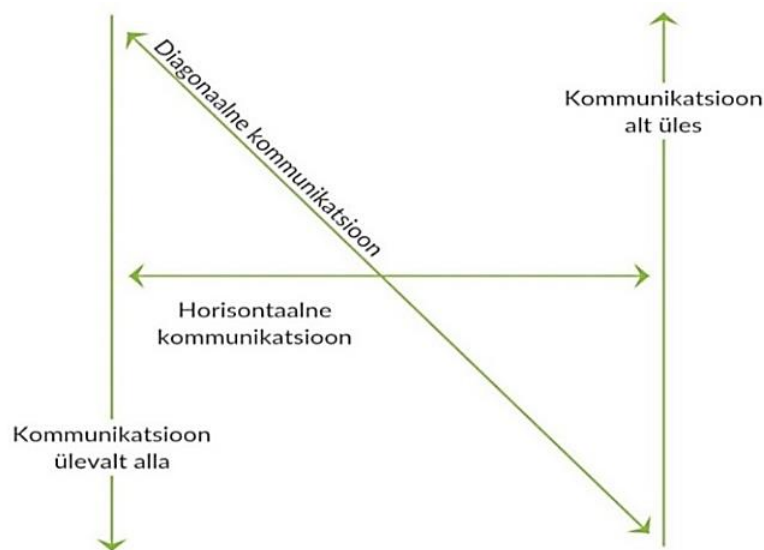 Diagonaalne kommunikatsioon
Kommunikatsioon
alt üles
Horisontaalne
kommunikatsioon
Kommunikatsioon
ülevalt alla